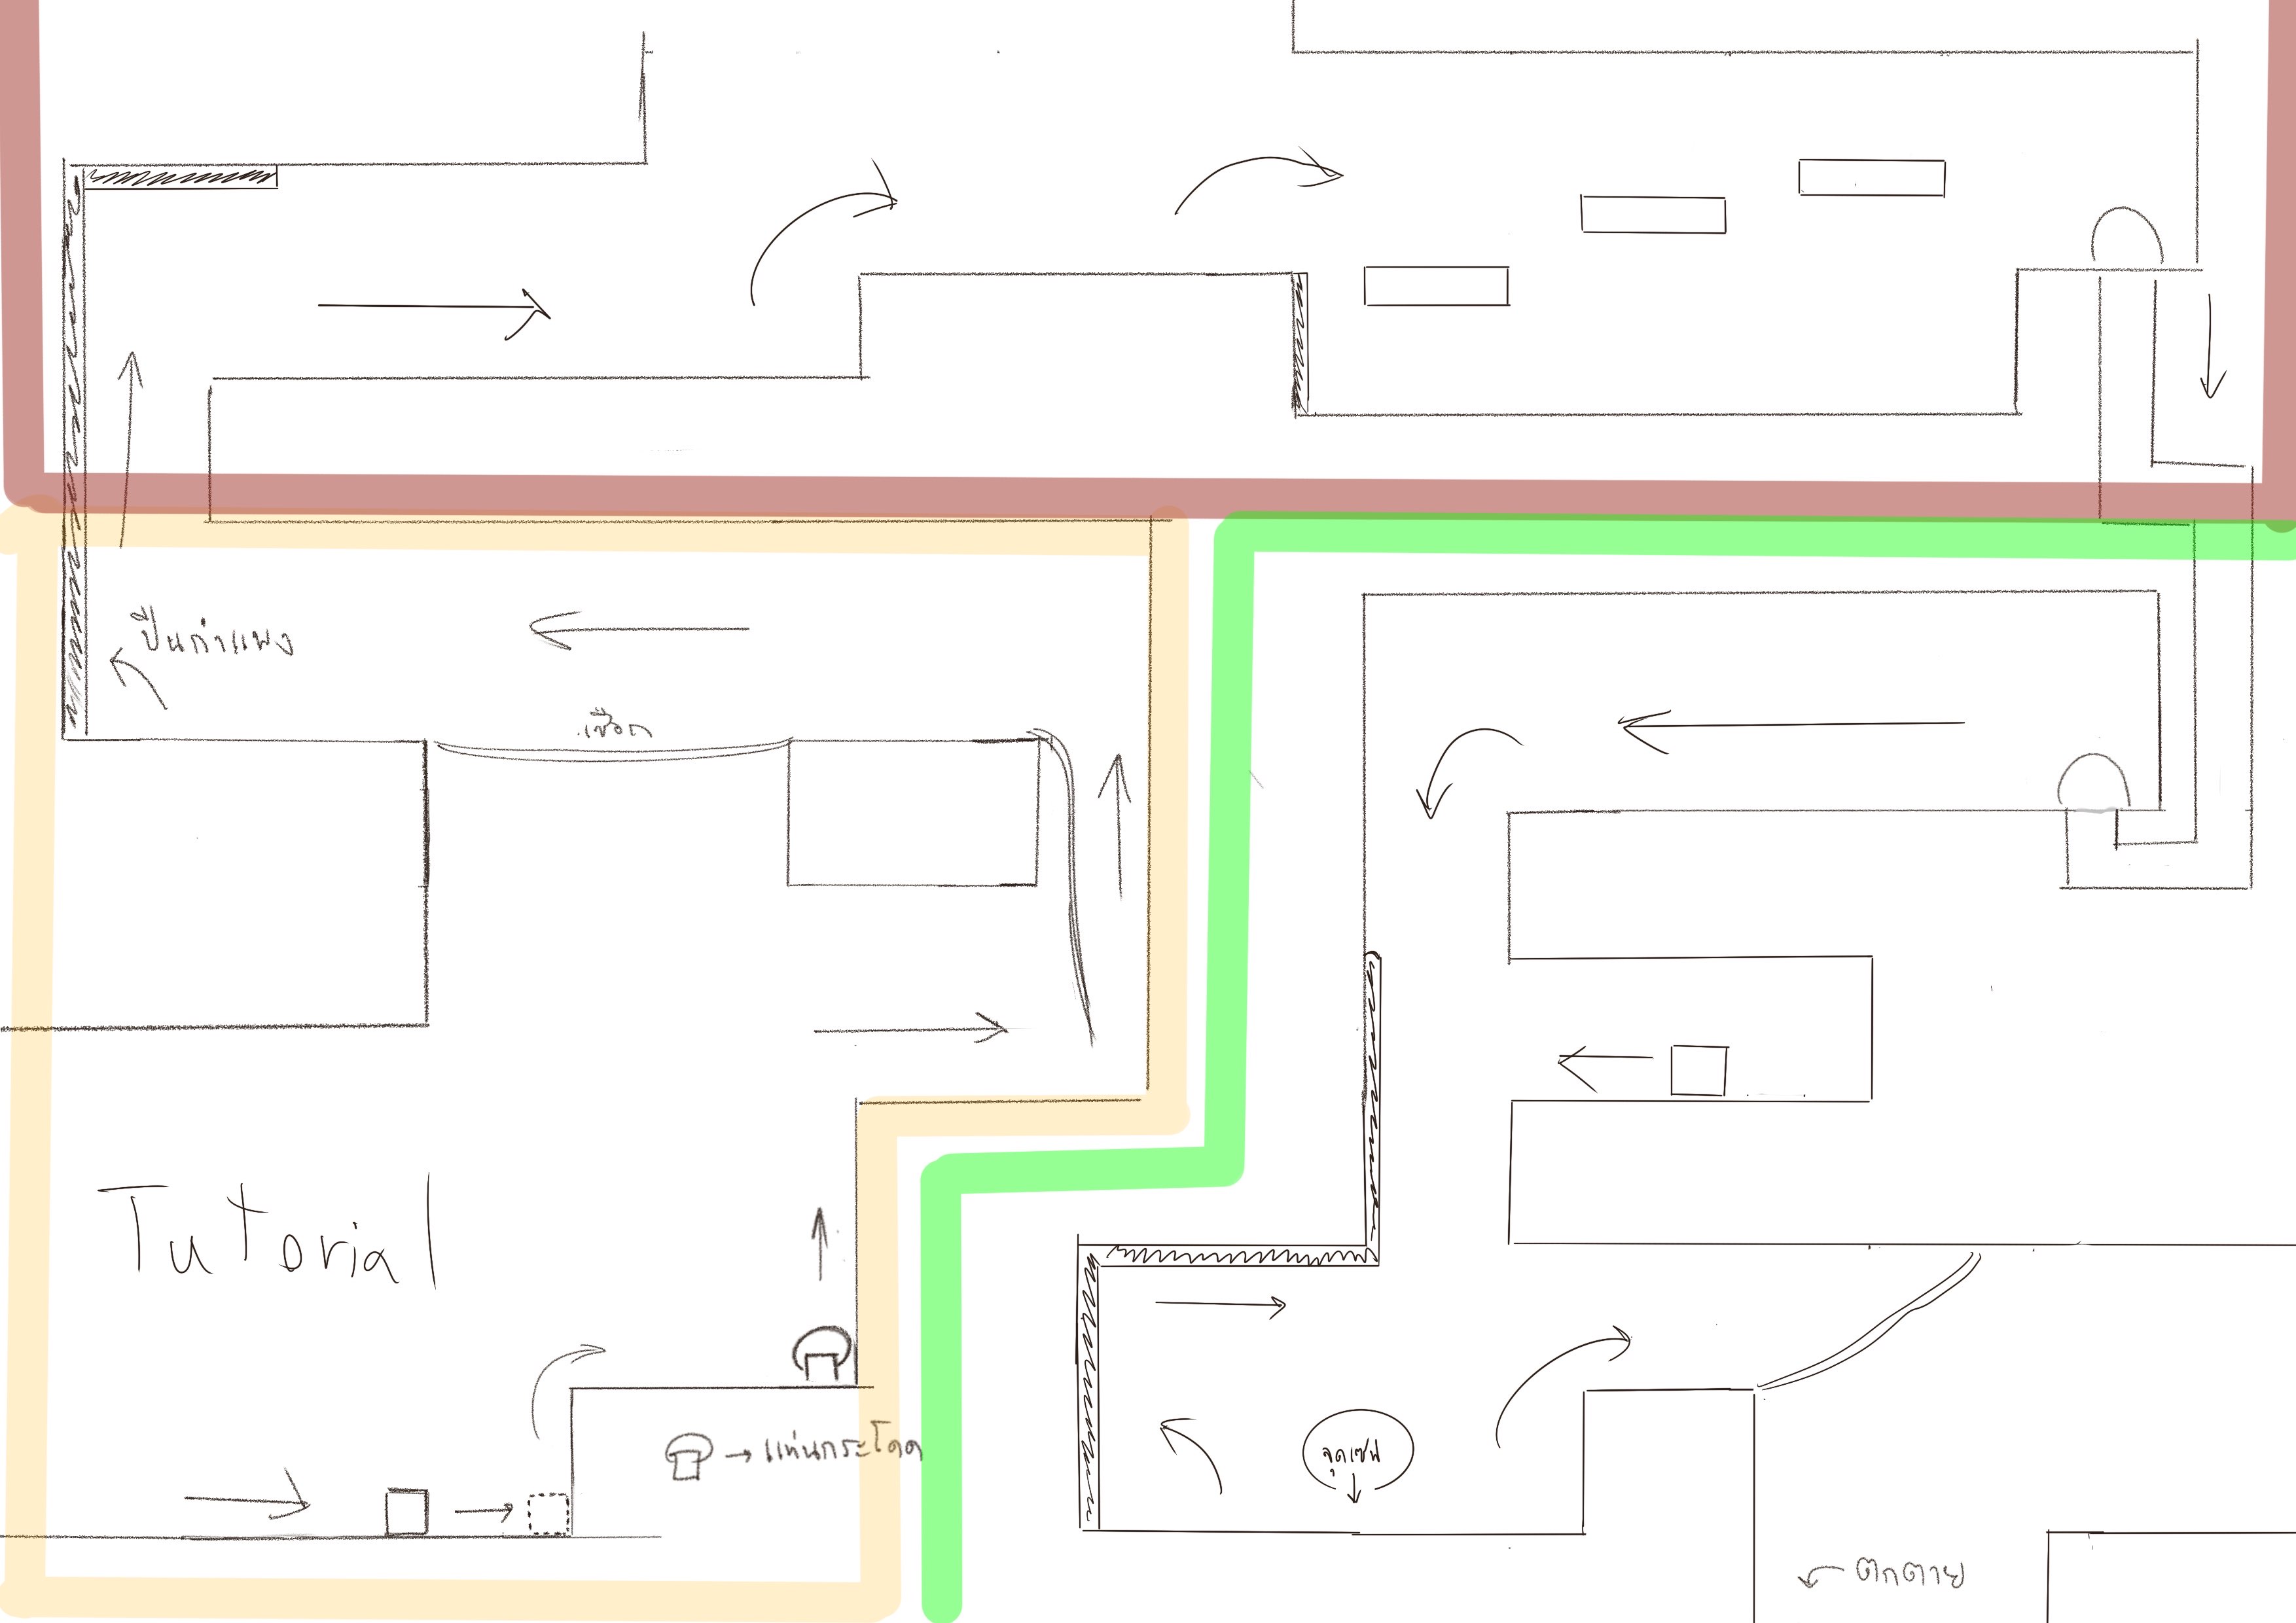 ปีนกำแพง
เชือก
Tutorial
แท่นกระโดด
จุดเซฟ
ตกตาย